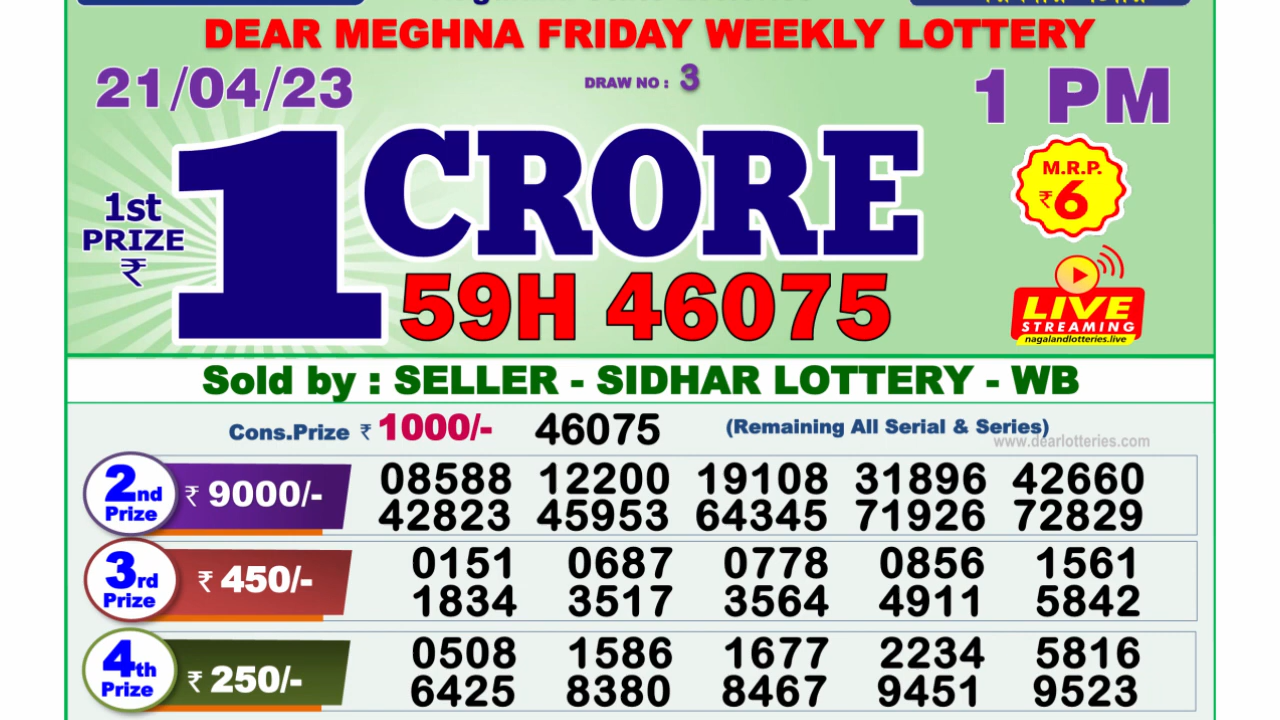 DEAR MEGHNA FRIDAY WEEKLY LOTTERY
21/04/23 DRAW NO : 3 1 PM
1st PRIZE ₹ 1 CRORE
59H 46075
M.R.P.
₹6
LIVE
STREAMING
nagalandlotteries.live
Sold by : SELLER - SIDHAR LOTTERY - WB
Cons.Prize ₹ 1000/- 46075 (Remaining All Serial & Series)
www.dearlotteries.com
2nd Prize ₹ 9000/-
08588 12200 19108 31896 42660
42823 45953 64345 71926 72829
3rd Prize ₹ 450/-
0151 0687 0778 0856 1561
1834 3517 3564 4911 5842
4th Prize ₹ 250/-
0508 1586 1677 2234 5816
6425 8380 8467 9451 9523